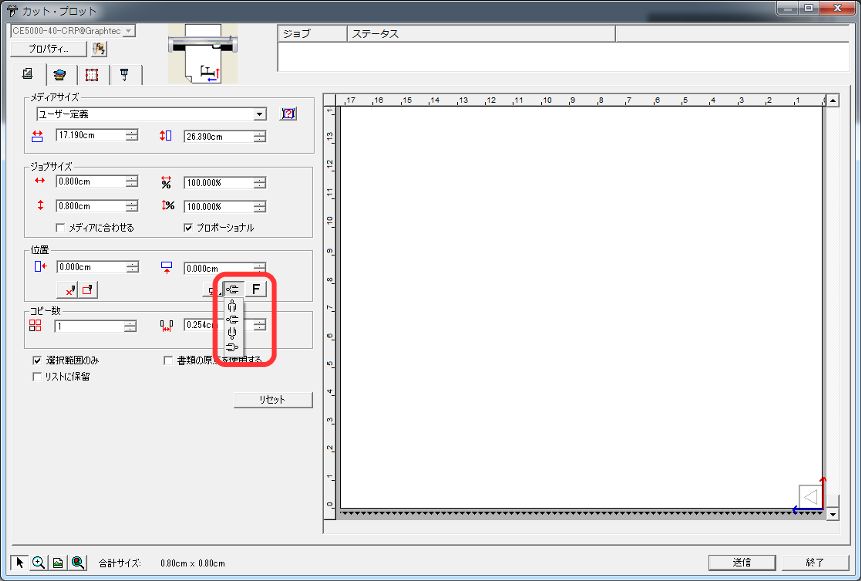 カット・プロット
CE5000-40-CRP@Graphtec
プロパティ..
ジョブ ステータス
メディアサイズ
ユーザー定義
17.190cm 26.390cm
ジョブサイズ
0.800cm 100.000%
0.800cm 100.000%
メディアに合わせる プロポーショナル
位置
0.000cm 0.000cm
F
コピー数
1 0.254cm
選択範囲のみ 書類の原点を使用する
リストに保留
リセット
17 16 15 14 13 12 11 10 9 8 7 6 5 4 3 2 1 0
13
12
11
10
9
8
7
6
5
4
3
2
1
0
合計サイズ: 0.80cm x 0.80cm
送信 終了